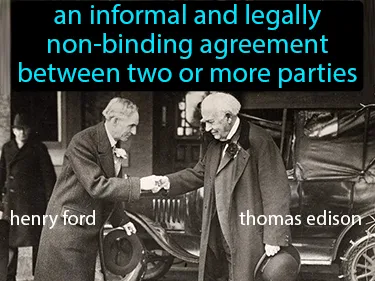 an informal and legally
non-binding agreement
between two or more parties
henry ford
thomas edison